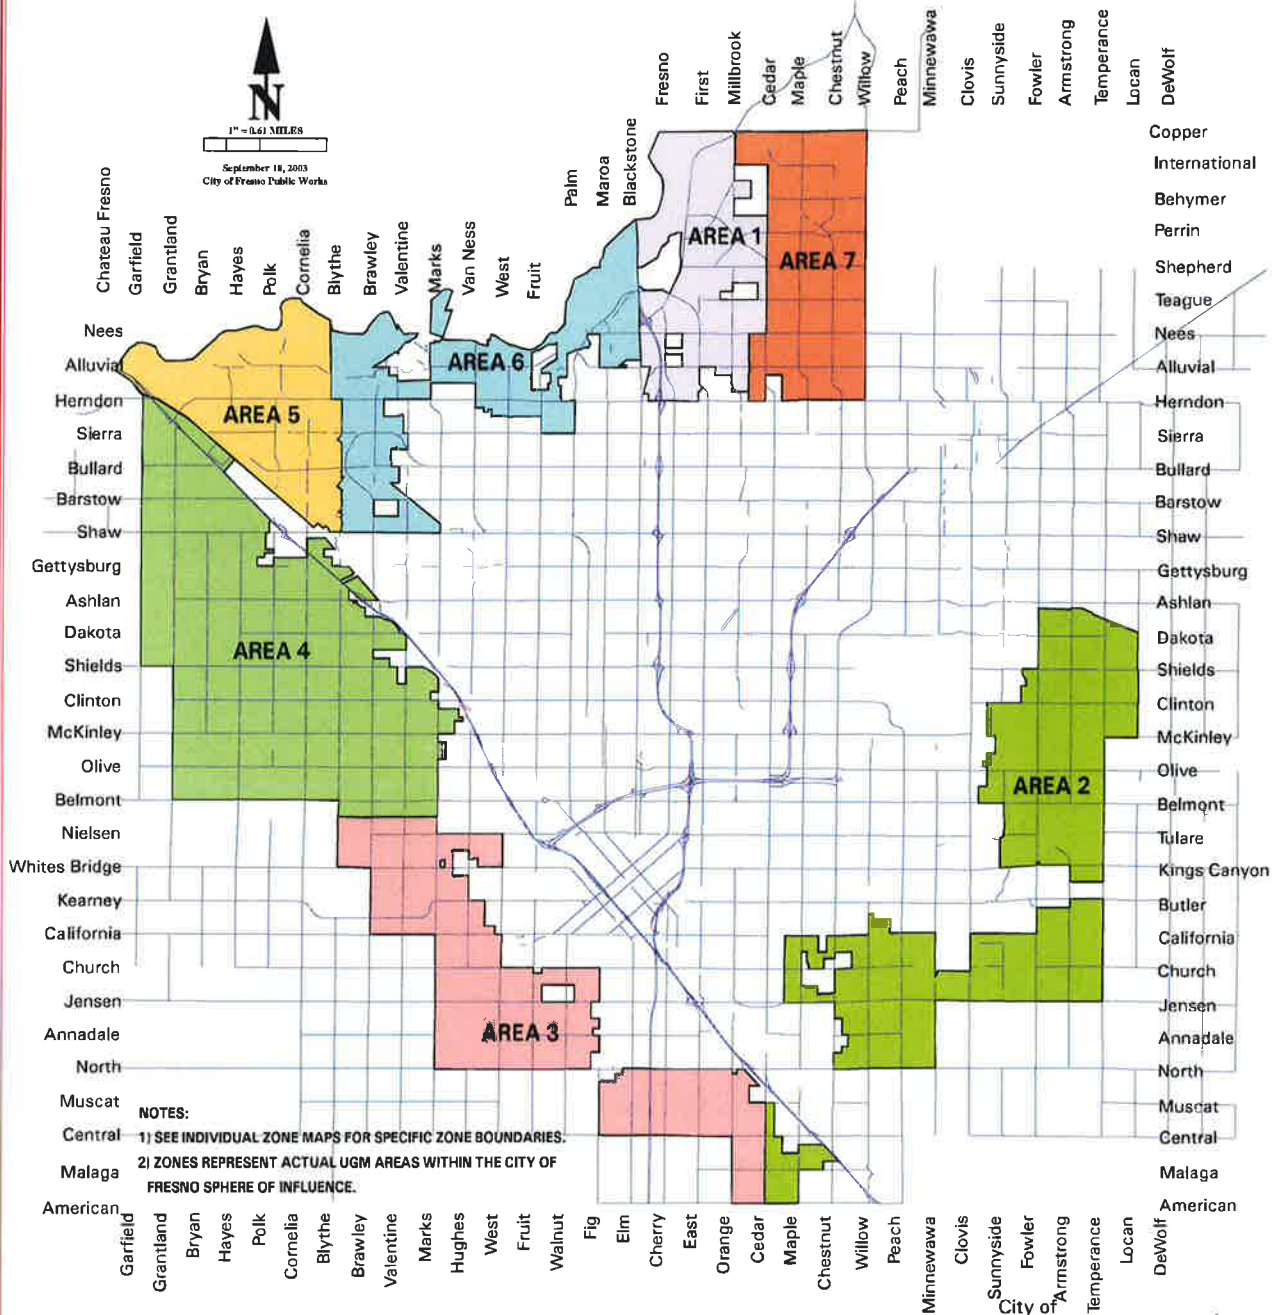 N
1" = 0.61 MILES
September 18, 2003
City of Fresno Public Works
Chateau Fresno
Garfield
Grantland
Bryan
Hayes
Polk
Cornelia
Blythe
Brawley
Valentine
Marks
Van Ness
West
Fruit
Palm
Maroa
Blackstone
Fresno
First
Millbrook
Cedar
Maple
Chestnut
Willow
Peach
Minnewawa
Clovis
Sunnyside
Fowler
Armstrong
Temperance
Locan
DeWolf
Copper
International
Behymer
Perrin
Shepherd
Teague
Nees
Alluvial
Herndon
Sierra
Bullard
Barstow
Shaw
Gettysburg
Ashlan
Dakota
Shields
Clinton
McKinley
Olive
Belmont
Tulare
Kings Canyon
Butler
California
Church
Jensen
Annadale
North
Muscat
Central
Malaga
American
Nees
Alluvial
Herndon
Sierra
Bullard
Barstow
Shaw
Gettysburg
Ashlan
Dakota
Shields
Clinton
McKinley
Olive
Belmont
Nielsen
Whites Bridge
Kearney
California
Church
Jensen
Annadale
North
Muscat
Central
Malaga
American
AREA 1
AREA 7
AREA 6
AREA 5
AREA 4
AREA 2
AREA 3
NOTES:
1) SEE INDIVIDUAL ZONE MAPS FOR SPECIFIC ZONE BOUNDARIES.
2) ZONES REPRESENT ACTUAL UGM AREAS WITHIN THE CITY OF
FRESNO SPHERE OF INFLUENCE.
Garfield
Grantland
Bryan
Hayes
Polk
Cornelia
Blythe
Brawley
Valentine
Marks
Hughes
West
Fruit
Walnut
Fig
Elm
Cherry
East
Orange
Cedar
Maple
Chestnut
Willow
Peach
Minnewawa
Clovis
Sunnyside
Fowler
Armstrong
Temperance
Locan
DeWolf
City of